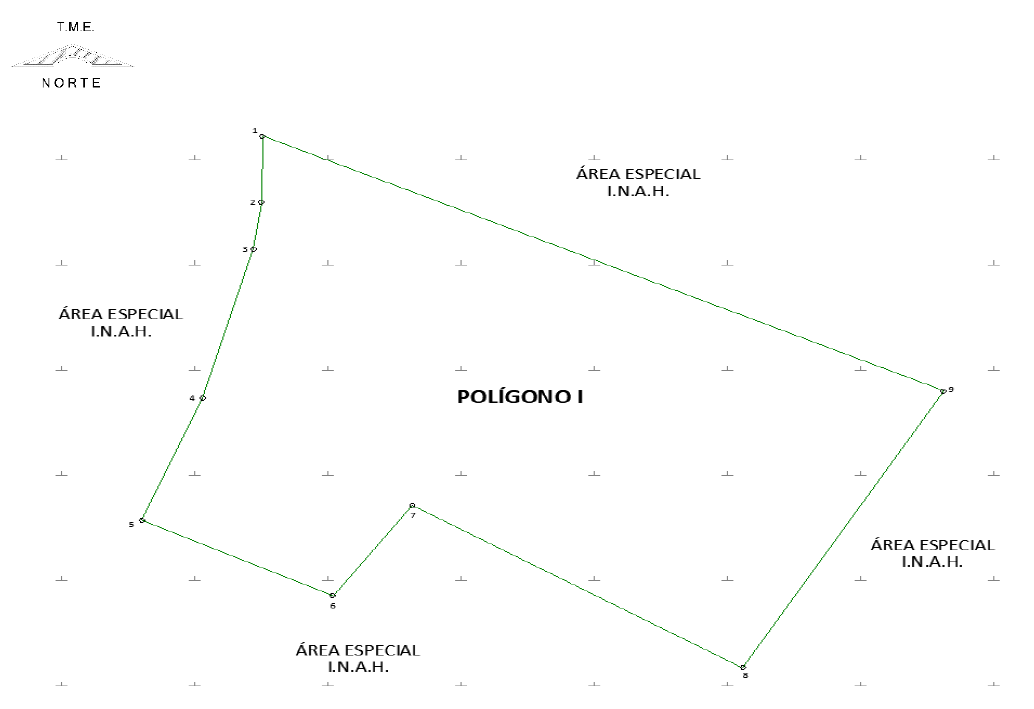 T.M.E.
NORTE
1
ÁREA ESPECIAL
I.N.A.H.
2
3
ÁREA ESPECIAL
I.N.A.H.
POLÍGONO I
9
4
7
5
ÁREA ESPECIAL
I.N.A.H.
6
ÁREA ESPECIAL
I.N.A.H.
8